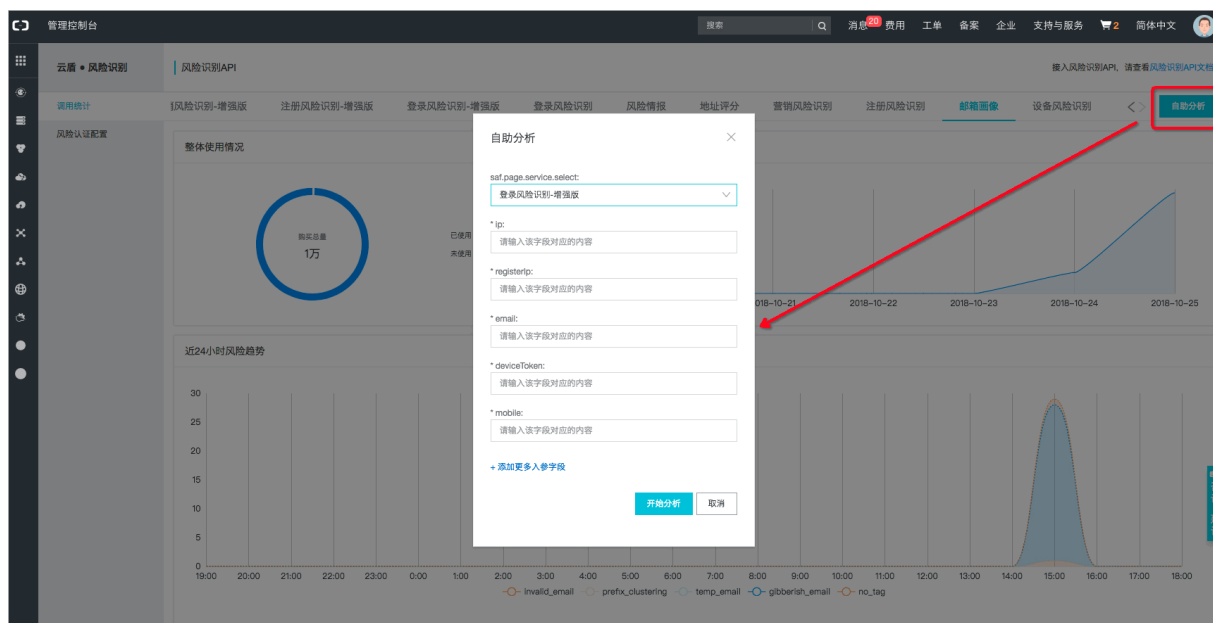 管理控制台
搜索
消息 20 费用 工单 备案 企业 支持与服务 2 简体中文
云盾 • 风险识别
风险识别API
接入风险识别API，请查看风险识别API文档
调用统计
风险认证配置
风险识别-增强版 注册风险识别-增强版 登录风险识别-增强版 登录风险识别 风险情报 地址评分 营销风险识别 注册风险识别 邮箱画像 设备风险识别 < > 自助分析
整体使用情况
购买总量
1万
已使用
未使用
018-10-21 2018-10-22 2018-10-23 2018-10-24 2018-10-25
自助分析
saf.page.service.select:
登录风险识别-增强版
* ip:
请输入该字段对应的内容
* registerIp:
请输入该字段对应的内容
* email:
请输入该字段对应的内容
* deviceToken:
请输入该字段对应的内容
* mobile:
请输入该字段对应的内容
+ 添加更多入参字段
开始分析 取消
近24小时风险趋势
30
25
20
15
10
5
0
19:00 20:00 21:00 22:00 23:00 0:00 1:00 2:00 3:00 4:00 5:00 6:00 7:00 8:00 9:00 10:00 11:00 12:00 13:00 14:00 15:00 16:00 17:00 18:00
invalid_email prefix_clustering temp_email gibberish_email no_tag